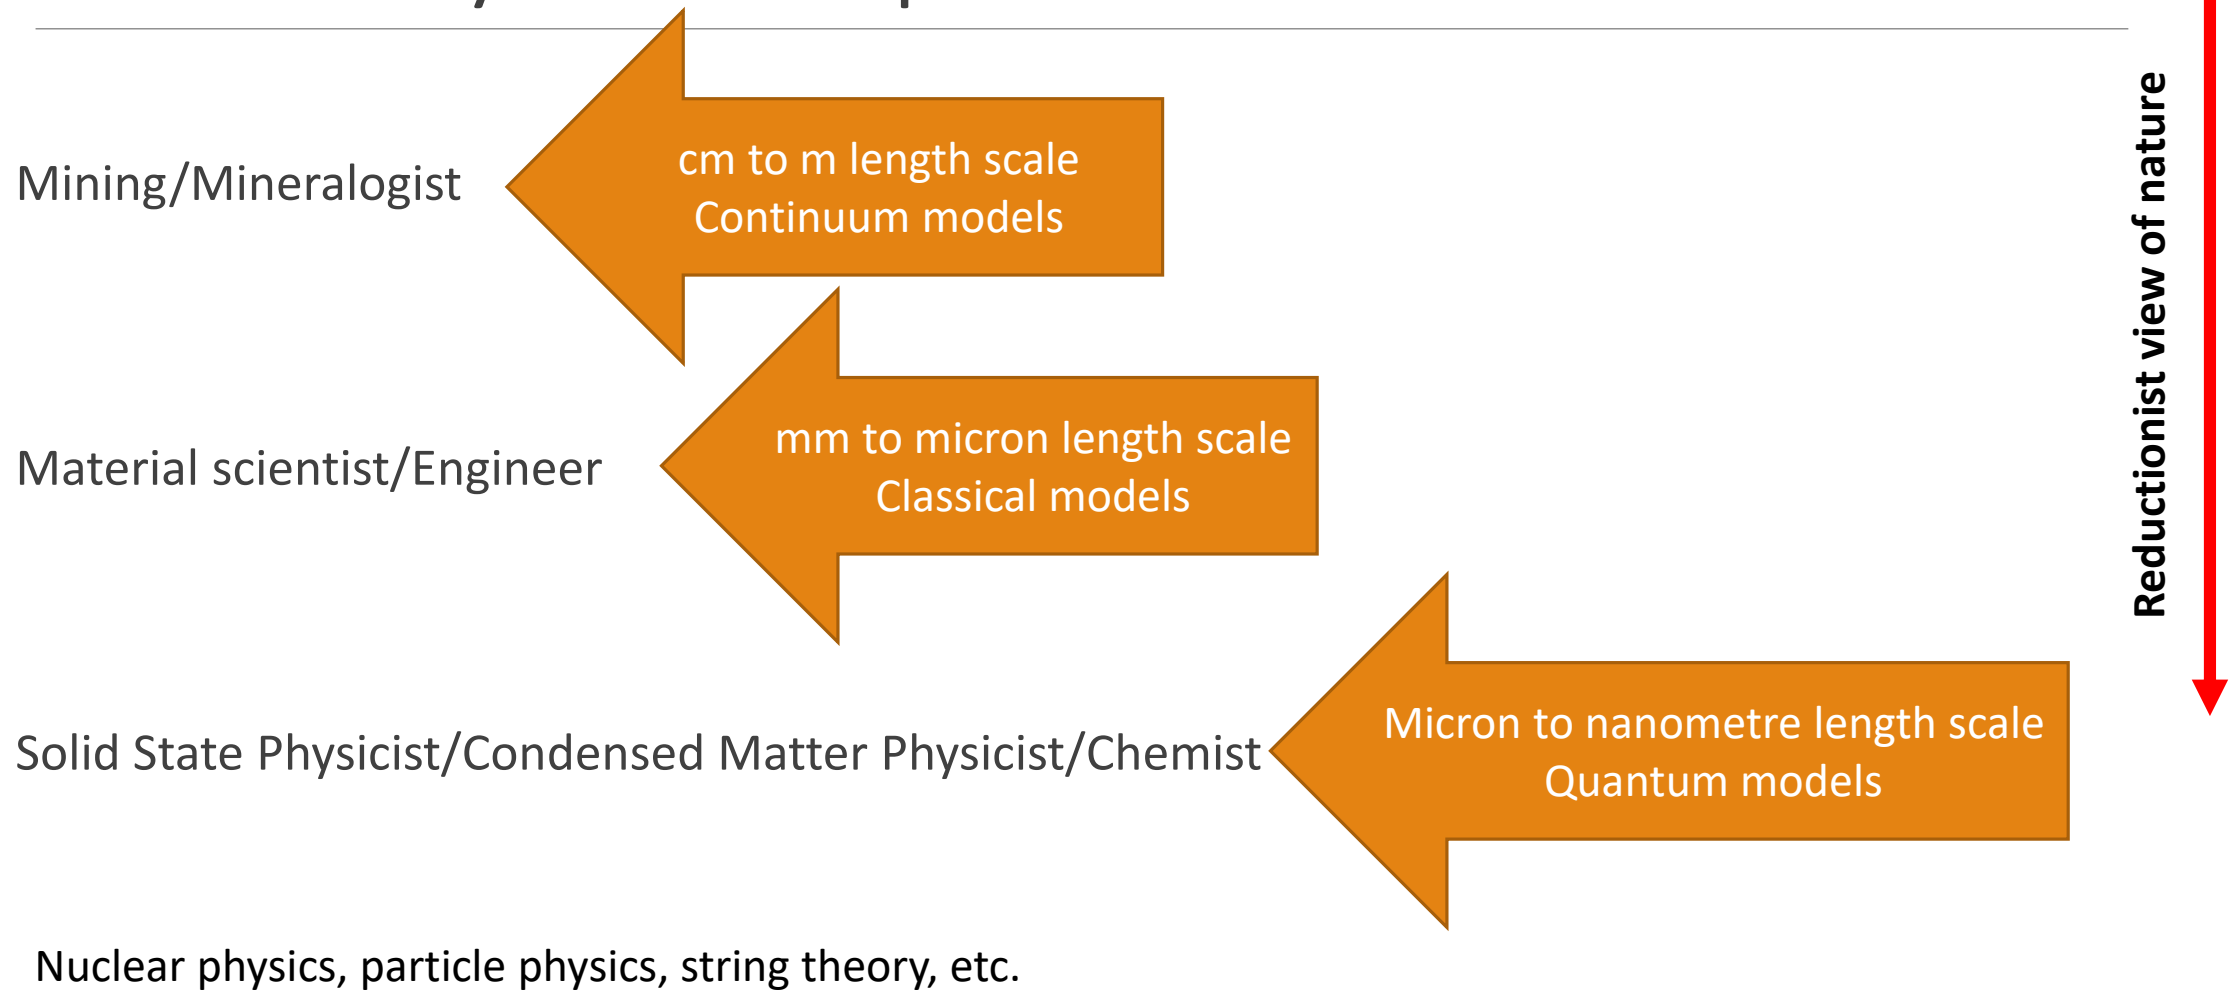 Mining/Mineralogist
cm to m length scale
Continuum models
Material scientist/Engineer
mm to micron length scale
Classical models
Solid State Physicist/Condensed Matter Physicist/Chemist
Micron to nanometre length scale
Quantum models
Nuclear physics, particle physics, string theory, etc.
Reductionist view of nature